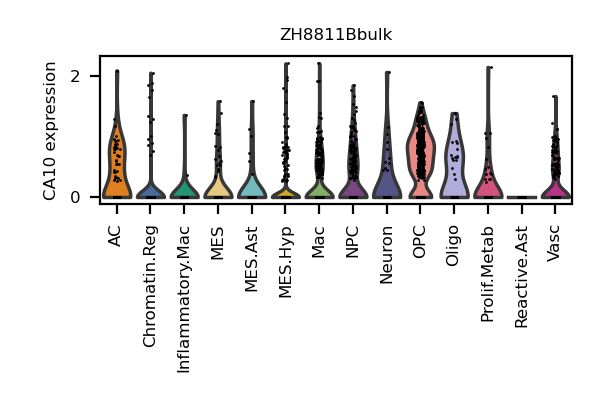 ZH8811Bbulk
CA10 expression
2
0
AC
Chromatin.Reg
Inflammatory.Mac
MES
MES.Ast
MES.Hyp
Mac
NPC
Neuron
OPC
Oligo
Prolif.Metab
Reactive.Ast
Vasc